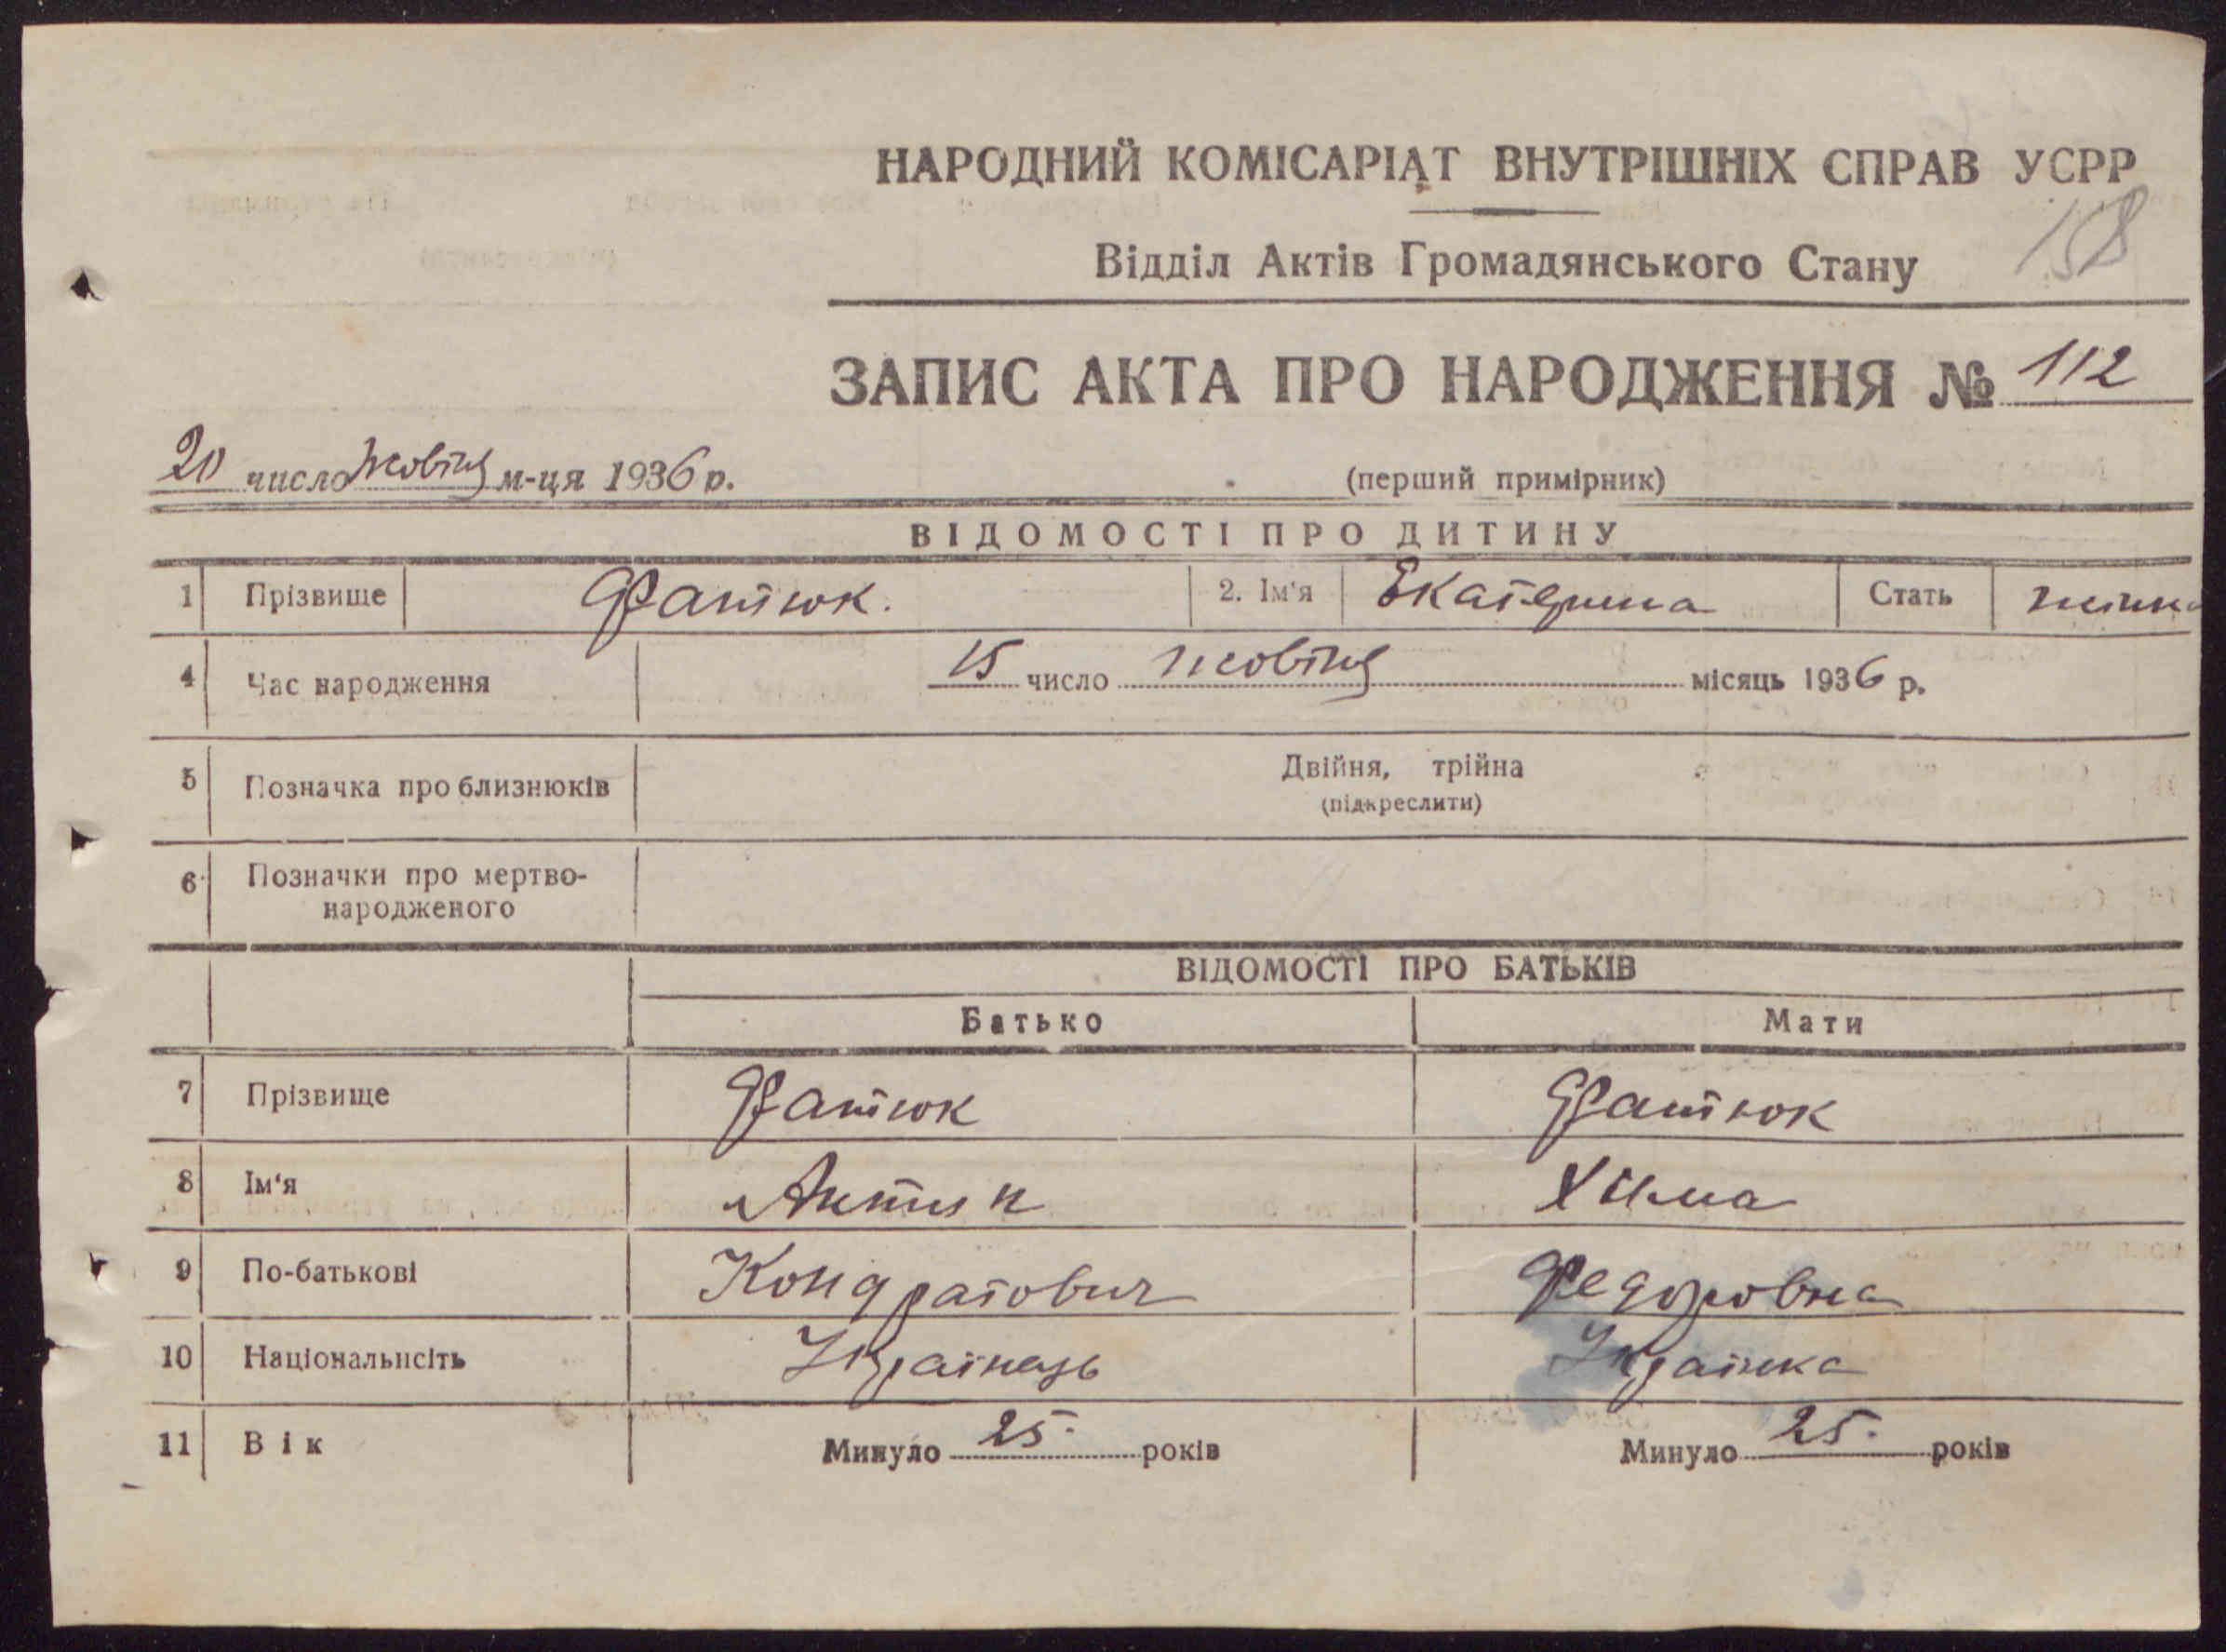 НАРОДНИЙ КОМІСАРІАТ ВНУТРІШНІХ СПРАВ УСРР
158
Відділ Актів Громадянського Стану
ЗАПИС АКТА ПРО НАРОДЖЕННЯ № 112
20 число жовтня м-ця 1936 р.
(перший примірник)
ВІДОМОСТІ ПРО ДИТИНУ
1 Прізвище Фатюк. 2. Ім'я Екатерина Стать жінка
4 Час народження 15 число жовтня місяць 1936 р.
5 Позначка про близнюків Двійня, трійна
(підкреслити)
6 Позначки про мертво-
народженого
ВІДОМОСТІ ПРО БАТЬКІВ
Батько Мати
7 Прізвище Фатюк Фатюк
8 Ім'я Антип Хима
9 По-батькові Кондратович Федоровна
10 Національнсіть Українець Українка
11 Вік Минуло 25. років Минуло 25. років